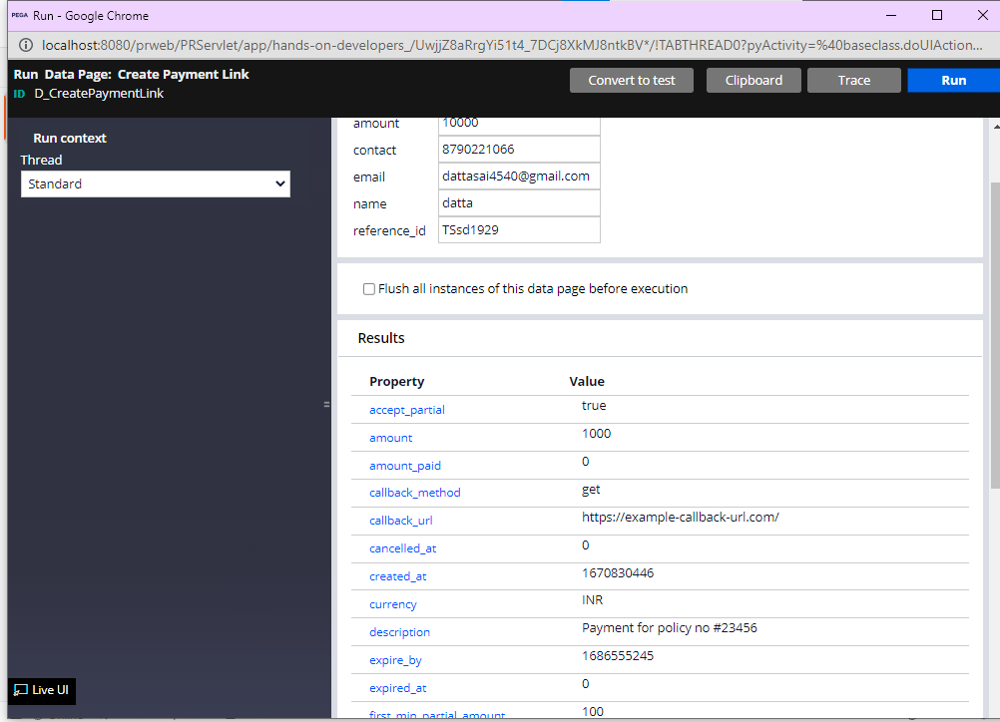 PEGA Run - Google Chrome
localhost:8080/prweb/PRServlet/app/hands-on-developers_/UwjjZ8aRrgYi51t4_7DCj8XkMJ8ntkBV*/!TABTHREAD0?pyActivity=%40baseclass.doUIAction...
Run Data Page: Create Payment Link
ID D_CreatePaymentLink
Convert to test
Clipboard
Trace
Run
Run context
Thread
Standard
amount 10000
contact 8790221066
email dattasai4540@gmail.com
name datta
reference_id TSsd1929
Flush all instances of this data page before execution
Results
Property Value
accept_partial true
amount 1000
amount_paid 0
callback_method get
callback_url https://example-callback-url.com/
cancelled_at 0
created_at 1670830446
currency INR
description Payment for policy no #23456
expire_by 1686555245
expired_at 0
first_min_partial_amount 100
Live UI